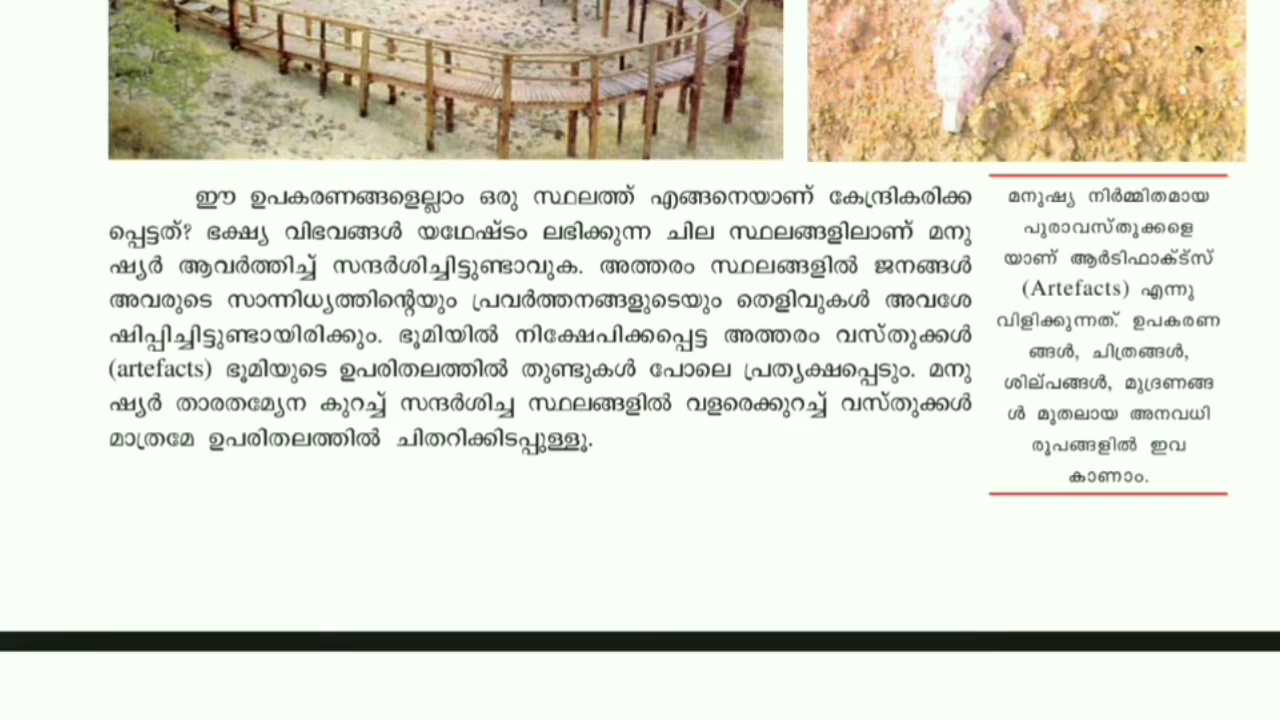 ഈ ഉപകരണങ്ങളെല്ലാം ഒരു സ്ഥലത്ത് എങ്ങനെയാണ് കേന്ദ്രികരിക്ക
പ്പെട്ടത്? ഭക്ഷ്യ വിഭവങ്ങൾ യഥേഷ്ടം ലഭിക്കുന്ന ചില സ്ഥലങ്ങളിലാണ് മനു
ഷ്യർ ആവർത്തിച്ച് സന്ദർശിച്ചിട്ടുണ്ടാവുക. അത്തരം സ്ഥലങ്ങളിൽ ജനങ്ങൾ
അവരുടെ സാന്നിധ്യത്തിന്റെയും പ്രവർത്തനങ്ങളുടെയും തെളിവുകൾ അവശേ
ഷിപ്പിച്ചിട്ടുണ്ടായിരിക്കും. ഭൂമിയിൽ നിക്ഷേപിക്കപ്പെട്ട അത്തരം വസ്തുക്കൾ
(artefacts) ഭൂമിയുടെ ഉപരിതലത്തിൽ തുണ്ടുകൾ പോലെ പ്രത്യക്ഷപ്പെടും. മനു
ഷ്യർ താരതമ്യേന കുറച്ച് സന്ദർശിച്ച സ്ഥലങ്ങളിൽ വളരെക്കുറച്ച് വസ്തുക്കൾ
മാത്രമേ ഉപരിതലത്തിൽ ചിതറിക്കിടപ്പുള്ളൂ.
മനുഷ്യ നിർമ്മിതമായ
പുരാവസ്തുക്കളെ
യാണ് ആർടിഫാക്ട്സ്
(Artefacts) എന്നു
വിളിക്കുന്നത്. ഉപകരണ
ങ്ങൾ, ചിത്രങ്ങൾ,
ശില്പങ്ങൾ, മുദ്രണങ്ങ
ൾ മുതലായ അനവധി
രൂപങ്ങളിൽ ഇവ
കാണാം.